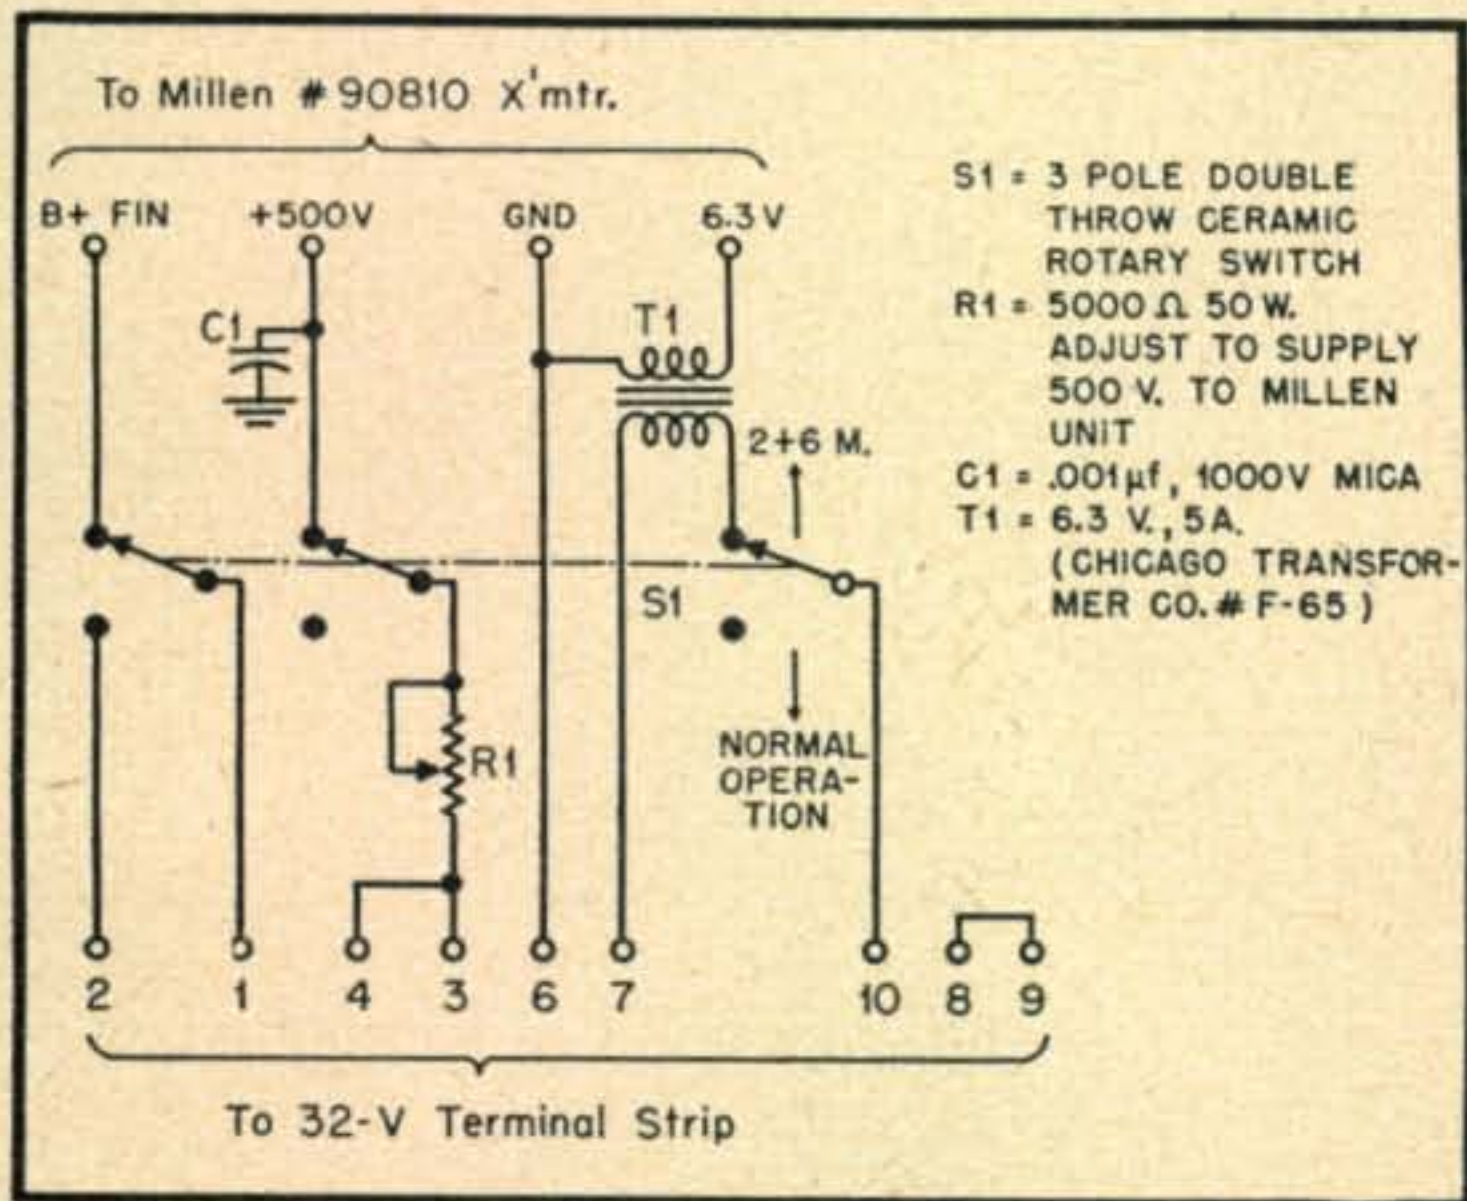 To Millen #90810 X'mtr.
B+ FIN +500V GND 6.3V
C1
T1
2+6 M.
S1
R1
NORMAL
OPERA-
TION
2 1 4 3 6 7 10 8 9
To 32-V Terminal Strip
S1 = 3 POLE DOUBLE
THROW CERAMIC
ROTARY SWITCH
R1 = 5000 Ω 50 W.
ADJUST TO SUPPLY
500 V. TO MILLEN
UNIT
C1 = .001µf, 1000V MICA
T1 = 6.3 V., 5A.
(CHICAGO TRANSFOR-
MER CO.# F-65)